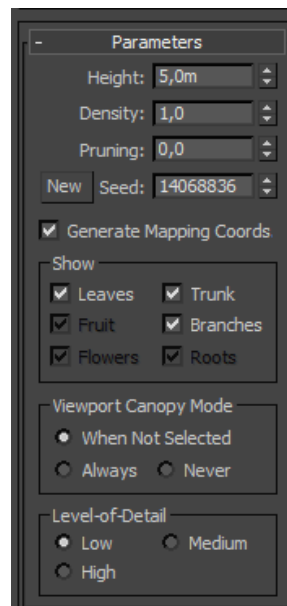 - Parameters
Height: 5,0m
Density: 1,0
Pruning: 0,0
New Seed: 14068836
Generate Mapping Coords
Show
Leaves Trunk
Fruit Branches
Flowers Roots
Viewport Canopy Mode
When Not Selected
Always Never
Level-of-Detail
Low Medium
High